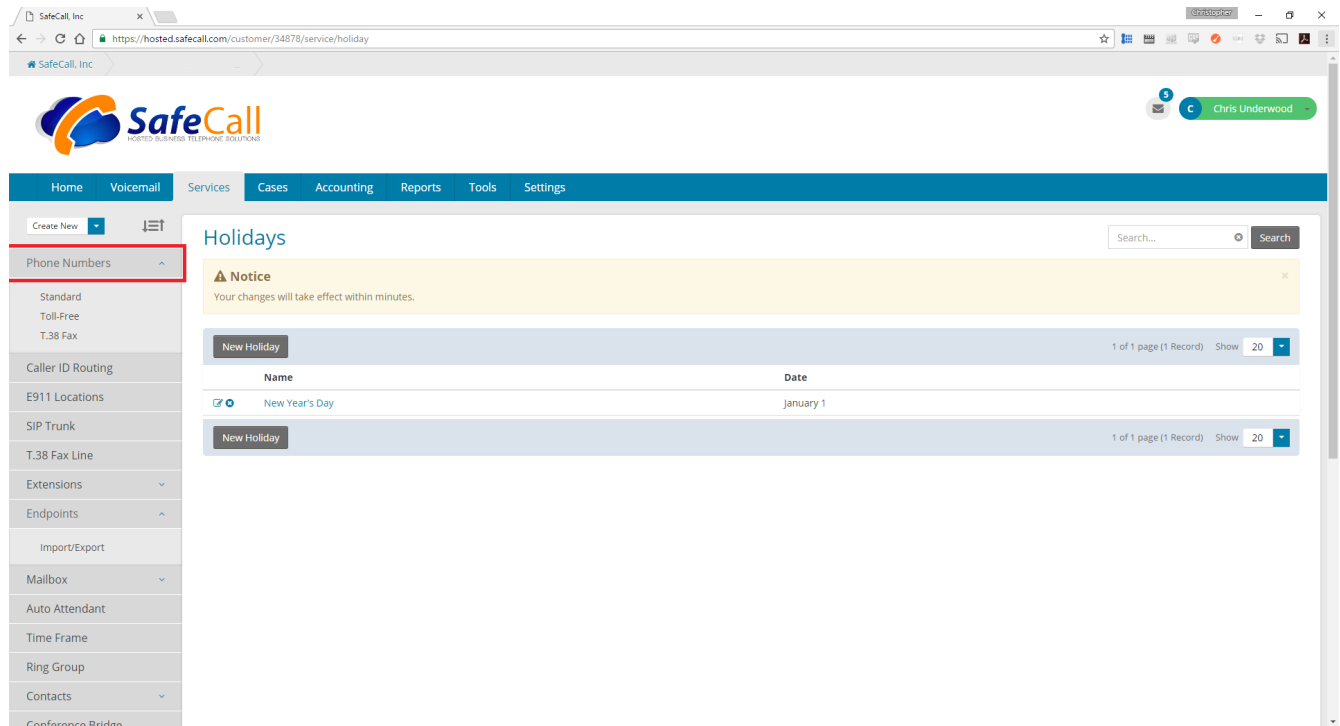 SafeCall, Inc
Christopher
https://hosted.safecall.com/customer/34878/service/holiday
SafeCall, Inc
SafeCall
HOSTED BUSINESS TELEPHONE SOLUTIONS
5
C Chris Underwood
Home Voicemail Services Cases Accounting Reports Tools Settings
Create New
Holidays
Search... Search
Phone Numbers
Notice
Your changes will take effect within minutes.
Standard
Toll-Free
T.38 Fax
New Holiday 1 of 1 page (1 Record) Show 20
Caller ID Routing
Name Date
E911 Locations
New Year's Day January 1
SIP Trunk
New Holiday 1 of 1 page (1 Record) Show 20
T.38 Fax Line
Extensions
Endpoints
Import/Export
Mailbox
Auto Attendant
Time Frame
Ring Group
Contacts
Conference Bridge